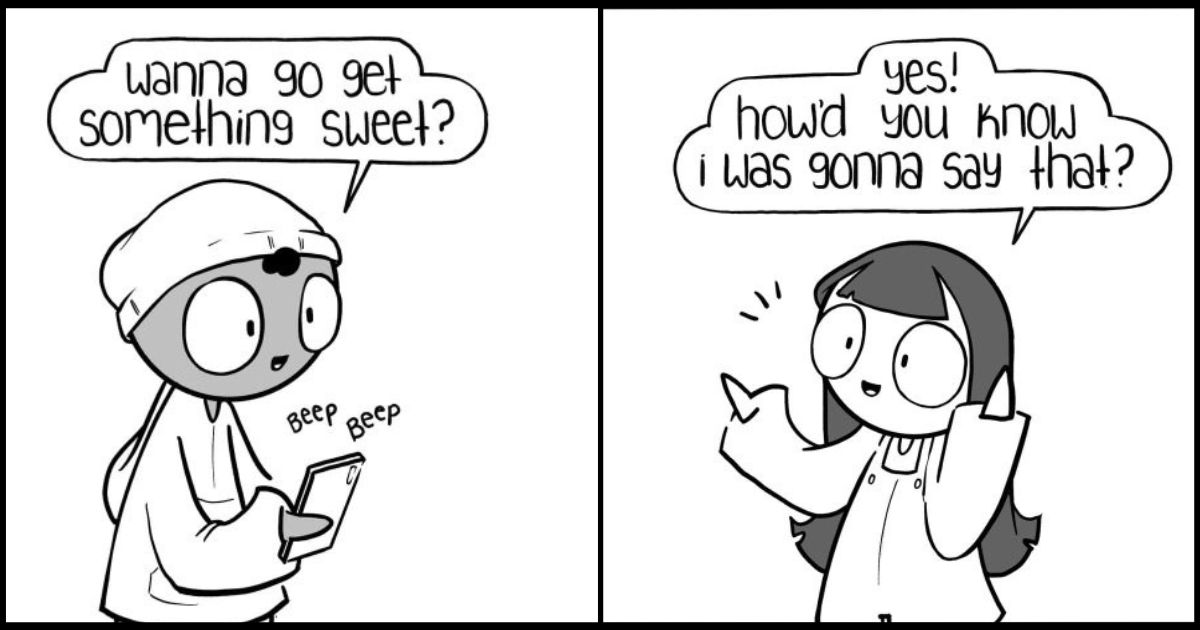 wanna go get
something sweet?
Beep
Beep
yes!
how'd you know
i was gonna say that?